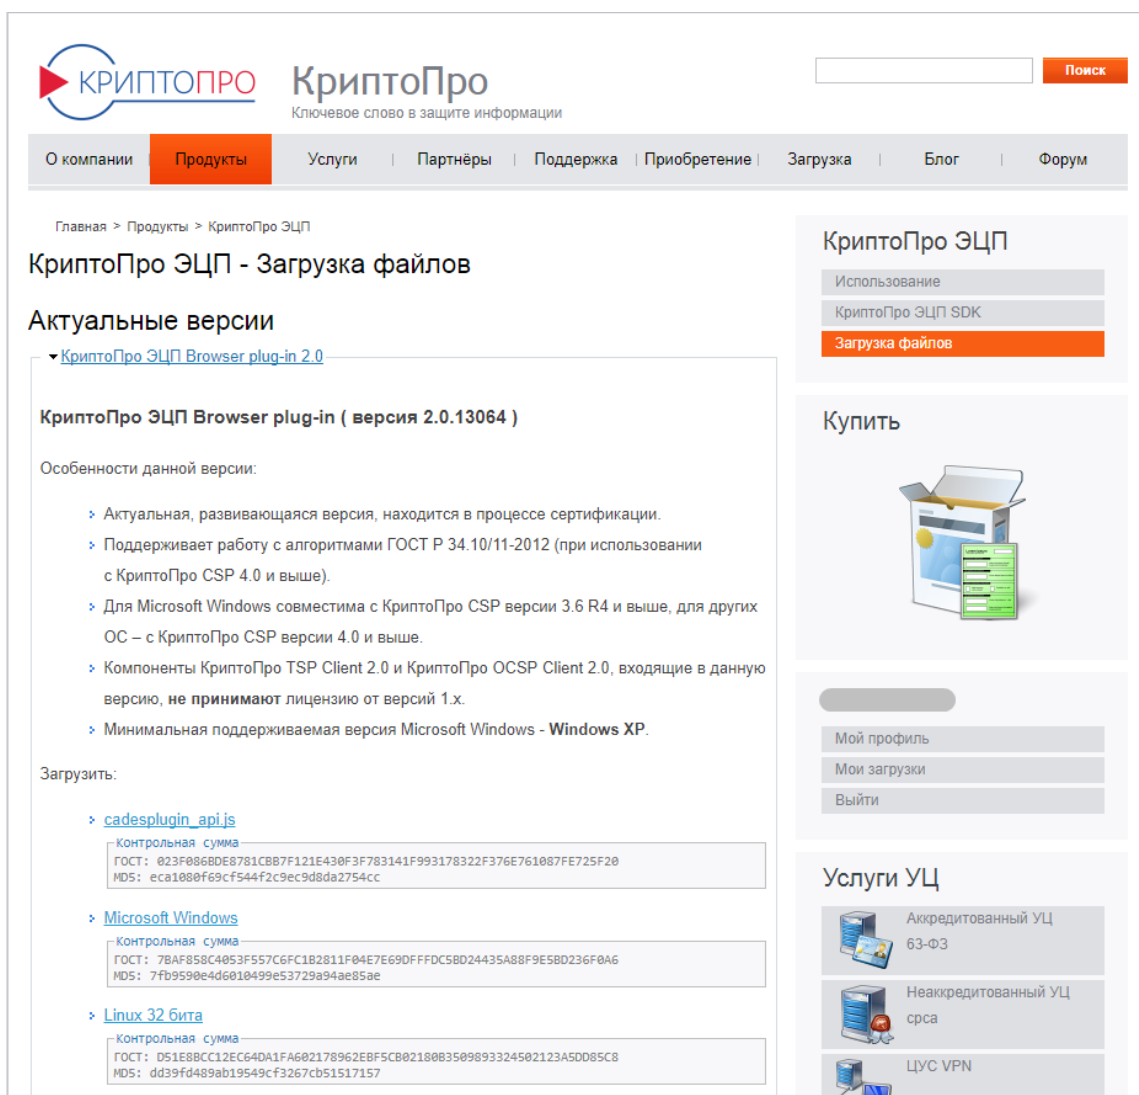 КРИПТОПРО
КриптоПро
Ключевое слово в защите информации
Поиск
О компании
Продукты
Услуги
Партнёры
Поддержка
Приобретение
Загрузка
Блог
Форум
Главная > Продукты > КриптоПро ЭЦП
КриптоПро ЭЦП - Загрузка файлов
Актуальные версии
КриптоПро ЭЦП Browser plug-in 2.0
КриптоПро ЭЦП Browser plug-in ( версия 2.0.13064 )
Особенности данной версии:
Актуальная, развивающаяся версия, находится в процессе сертификации.
Поддерживает работу с алгоритмами ГОСТ Р 34.10/11-2012 (при использовании
с КриптоПро CSP 4.0 и выше).
Для Microsoft Windows совместима с КриптоПро CSP версии 3.6 R4 и выше, для других
ОС – с КриптоПро CSP версии 4.0 и выше.
Компоненты КриптоПро TSP Client 2.0 и КриптоПро OCSP Client 2.0, входящие в данную
версию, не принимают лицензию от версий 1.x.
Минимальная поддерживаемая версия Microsoft Windows - Windows XP.
Загрузить:
cadesplugin_api.js
Контрольная сумма
ГОСТ: 023F086BDE8781CBB7F121E430F3F783141F993178322F376E761087FE725F20
MD5: eca1080f69cf544f2c9ec9d8da2754cc
Microsoft Windows
Контрольная сумма
ГОСТ: 7BAF858C4053F557C6FC1B2811F04E7E69DFFFDC5BD24435A88F9E5BD236F0A6
MD5: 7fb9590e4d6010499e53729a94ae85ae
Linux 32 бита
Контрольная сумма
ГОСТ: D51E8BCC12EC64DA1FA602178962EBF5CB02180B3509893324502123A5DD85C8
MD5: dd39fd489ab19549cf3267cb51517157
КриптоПро ЭЦП
Использование
КриптоПро ЭЦП SDK
Загрузка файлов
Купить
Мой профиль
Мои загрузки
Выйти
Услуги УЦ
Аккредитованный УЦ
63-ФЗ
Неаккредитованный УЦ
cpca
ЦУС VPN